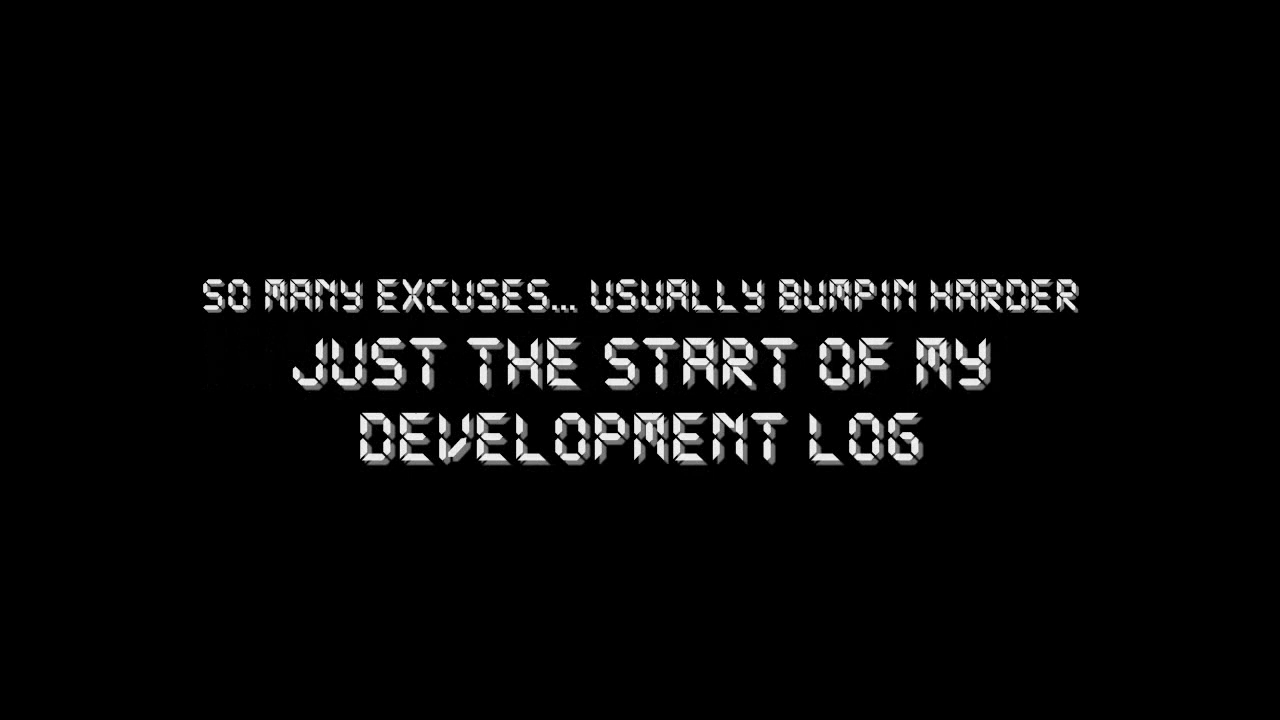 SO MANY EXCUSES... USUALLY BUMPIN HARDER
JUST THE START OF MY
DEVELOPMENT LOG